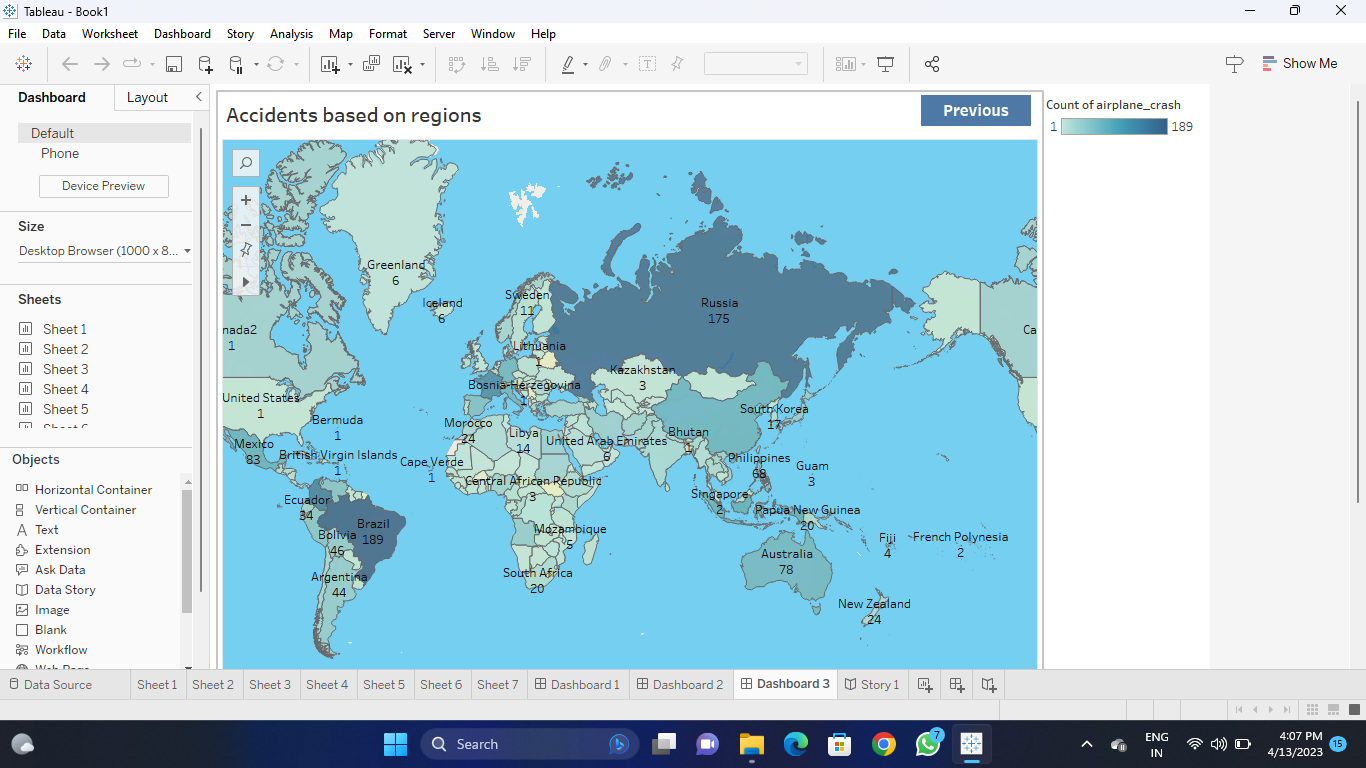 Tableau - Book1
File Data Worksheet Dashboard Story Analysis Map Format Server Window Help
Show Me
Dashboard Layout
Default
Phone
Device Preview
Size
Desktop Browser (1000 x 8...
Sheets
Sheet 1
Sheet 2
Sheet 3
Sheet 4
Sheet 5
Objects
Horizontal Container
Vertical Container
Text
Extension
Ask Data
Data Story
Image
Blank
Workflow
Accidents based on regions
Previous
Count of airplane_crash
1 189
Greenland
6
Iceland
6
Sweden
11
Russia
175
nada2
1
Ca
Lithuania
1
Kazakhstan
3
Bosnia-Herzegovina
1
United States
1
Bermuda
1
South Korea
17
Morocco
24
Libya
14
United Arab Emirates
6
Bhutan
1
Mexico
83
British Virgin Islands
1
Cape Verde
1
Philippines
68
Guam
3
Central African Republic
3
Singapore
2
Ecuador
34
Papua New Guinea
20
Brazil
189
Bolivia
46
Mozambique
5
Fiji
4
French Polynesia
2
Australia
78
Argentina
44
South Africa
20
New Zealand
24
Data Source Sheet 1 Sheet 2 Sheet 3 Sheet 4 Sheet 5 Sheet 6 Sheet 7 Dashboard 1 Dashboard 2 Dashboard 3 Story 1
Search
7
ENG
IN
4:07 PM
4/13/2023
15